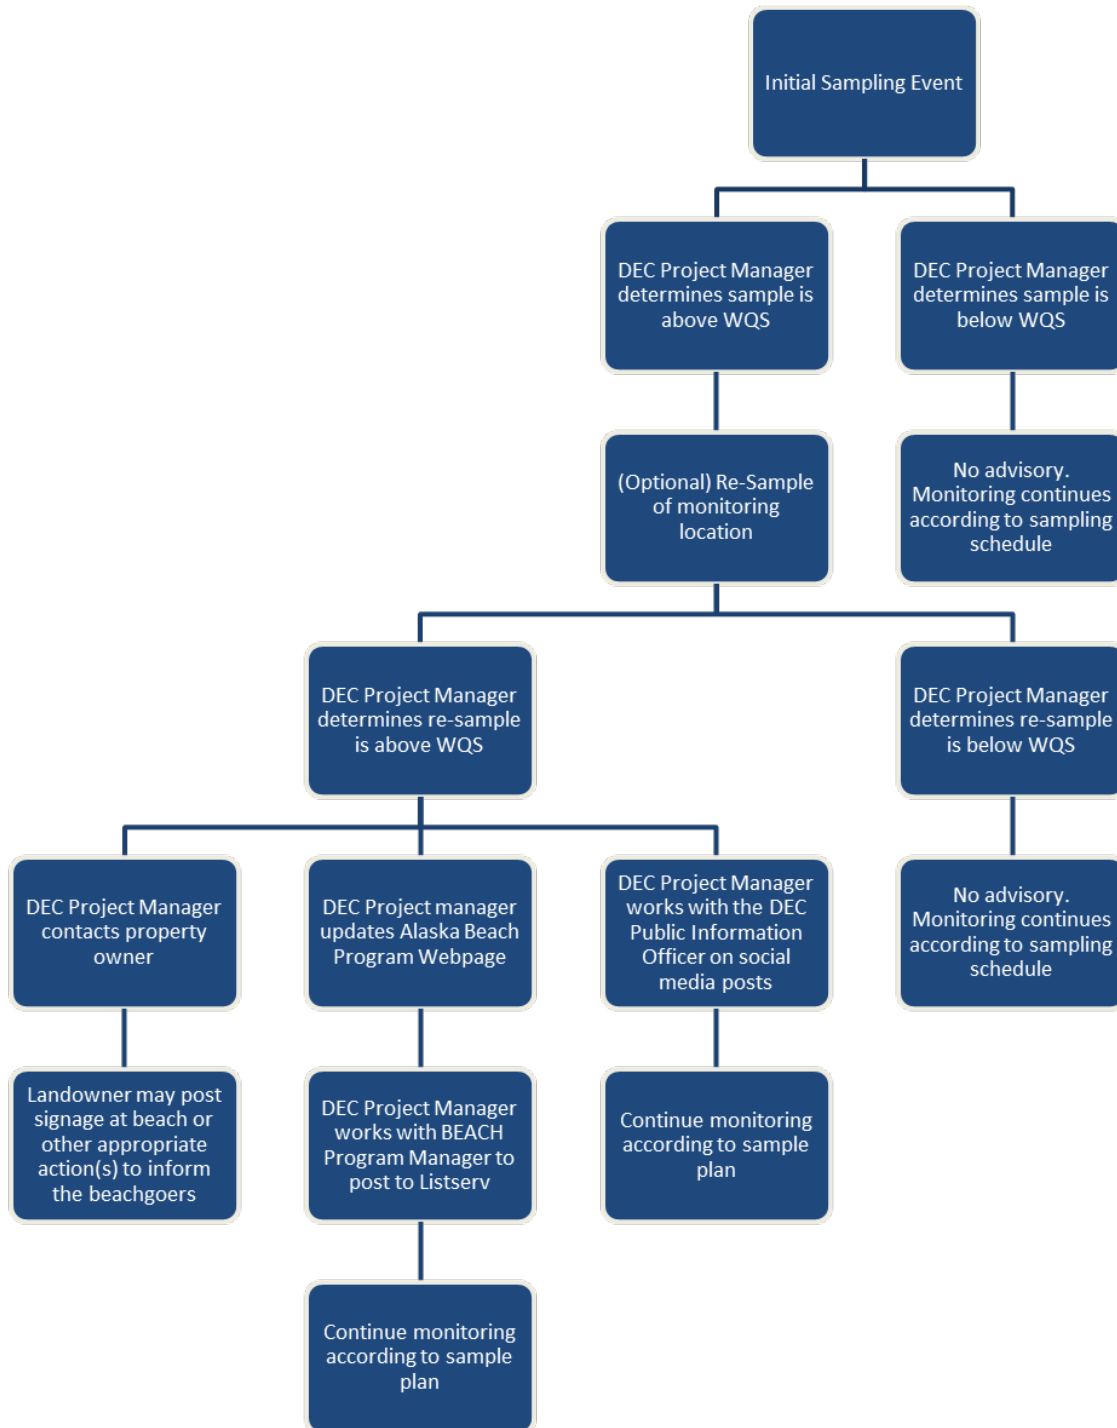 Initial Sampling Event
DEC Project Manager
determines sample is
above WQS
DEC Project Manager
determines sample is
below WQS
(Optional) Re-Sample
of monitoring
location
No advisory.
Monitoring continues
according to sampling
schedule
DEC Project Manager
determines re-sample
is above WQS
DEC Project Manager
determines re-sample
is below WQS
DEC Project Manager
contacts property
owner
DEC Project manager
updates Alaska Beach
Program Webpage
DEC Project Manager
works with the DEC
Public Information
Officer on social
media posts
No advisory.
Monitoring continues
according to sampling
schedule
Landowner may post
signage at beach or
other appropriate
action(s) to inform
the beachgoers
DEC Project Manager
works with BEACH
Program Manager to
post to Listserv
Continue monitoring
according to sample
plan
Continue monitoring
according to sample
plan